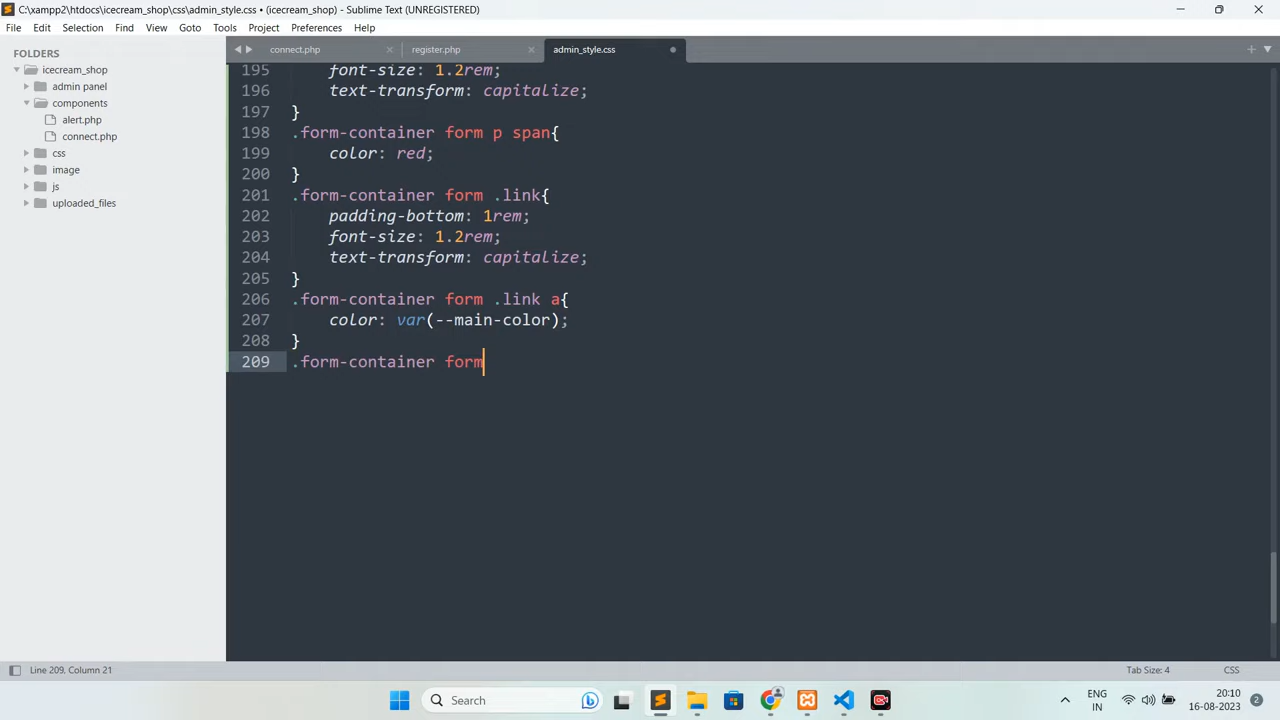 C:\xampp2\htdocs\icecream_shop\css\admin_style.css • (icecream_shop) - Sublime Text (UNREGISTERED)
File Edit Selection Find View Goto Tools Project Preferences Help
FOLDERS
icecream_shop
admin panel
components
alert.php
connect.php
css
image
js
uploaded_files
connect.php register.php admin_style.css
195 font-size: 1.2rem;
196 text-transform: capitalize;
197 }
198 .form-container form p span{
199 color: red;
200 }
201 .form-container form .link{
202 padding-bottom: 1rem;
203 font-size: 1.2rem;
204 text-transform: capitalize;
205 }
206 .form-container form .link a{
207 color: var(--main-color);
208 }
209 .form-container form
Line 209, Column 21 Tab Size: 4 CSS
Search
ENG
IN
20:10
16-08-2023
2